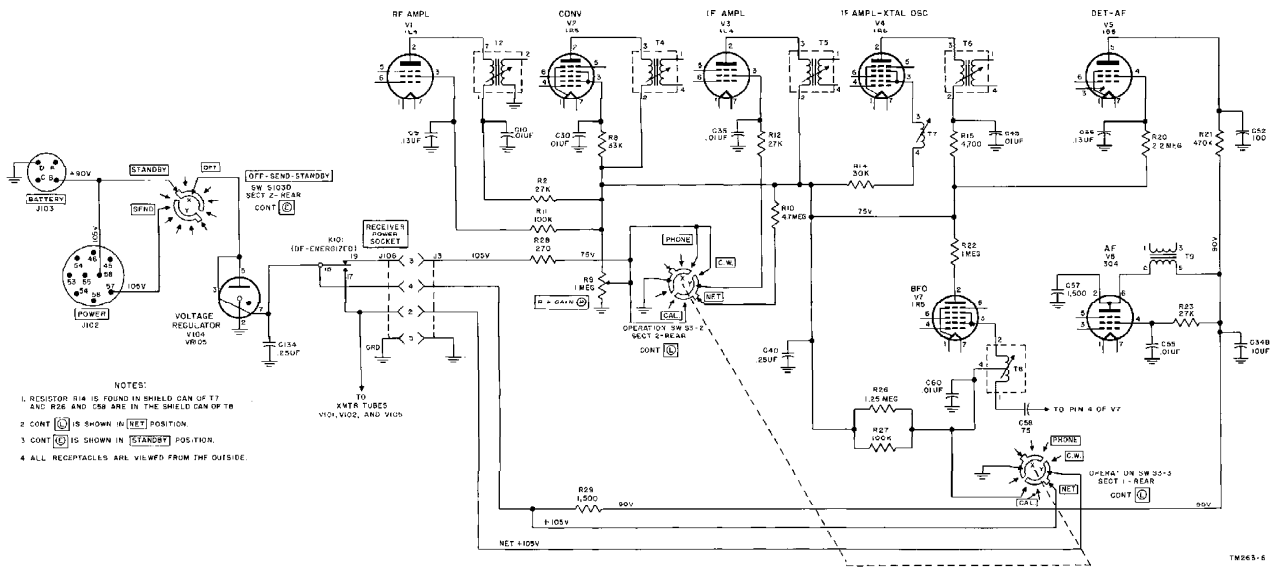 RF AMPL
V1
1L4
CONV
V2
1R5
IF AMPL
V3
1L4
IF AMPL-XTAL OSC
V4
1R6
DET-AF
V5
T2
T4
T5
T6
T7
C9
.13UF
C10
.01UF
C30
.01UF
R8
33K
C35
.01UF
R12
27K
R15
4,700
.01UF
.13UF
R20
2.2 MEG
R21
470K
C52
100
+90V
BATTERY
J103
STANDBY
OFF
SEND
OFF-SEND-STANDBY
SW S103D
SECT 2-REAR
CONT E
105V
105V
POWER
J102
VOLTAGE
REGULATOR
V104
VR105
C134
.25UF
K101
(DE-ENERGIZED)
RECEIVER
POWER
SOCKET
J106
J3
GRD
TO
XMTR TUBES
V101, V102, AND V105
R2
27K
R11
100K
R28
270
105V
75V
R9
1 MEG
R10
4.7MEG
R14
30K
75V
R22
1 MEG
PHONE
C.W.
NET
CAL
OPERATION SW S3-2
SECT 2-REAR
CONT L
BFO
V7
1R5
AF
V6
3Q4
C57
1,500
T9
R23
27K
.01UF
C34B
10UF
90V
C40
.25UF
R26
1.25 MEG
R27
100K
C60
.01UF
T8
C58
75
TO PIN 4 OF V7
PHONE
C.W.
NET
CAL
OPERATION SW S3-3
SECT 1-REAR
CONT L
R29
1,500
90V
90V
+105V
NET +105V
NOTES:
1. RESISTOR R14 IS FOUND IN SHIELD CAN OF T7
AND R26 AND C58 ARE IN THE SHIELD CAN OF T8
2 CONT L IS SHOWN IN NET POSITION.
3 CONT E IS SHOWN IN STANDBY POSITION.
4 ALL RECEPTACLES ARE VIEWED FROM THE OUTSIDE.
TM263-6